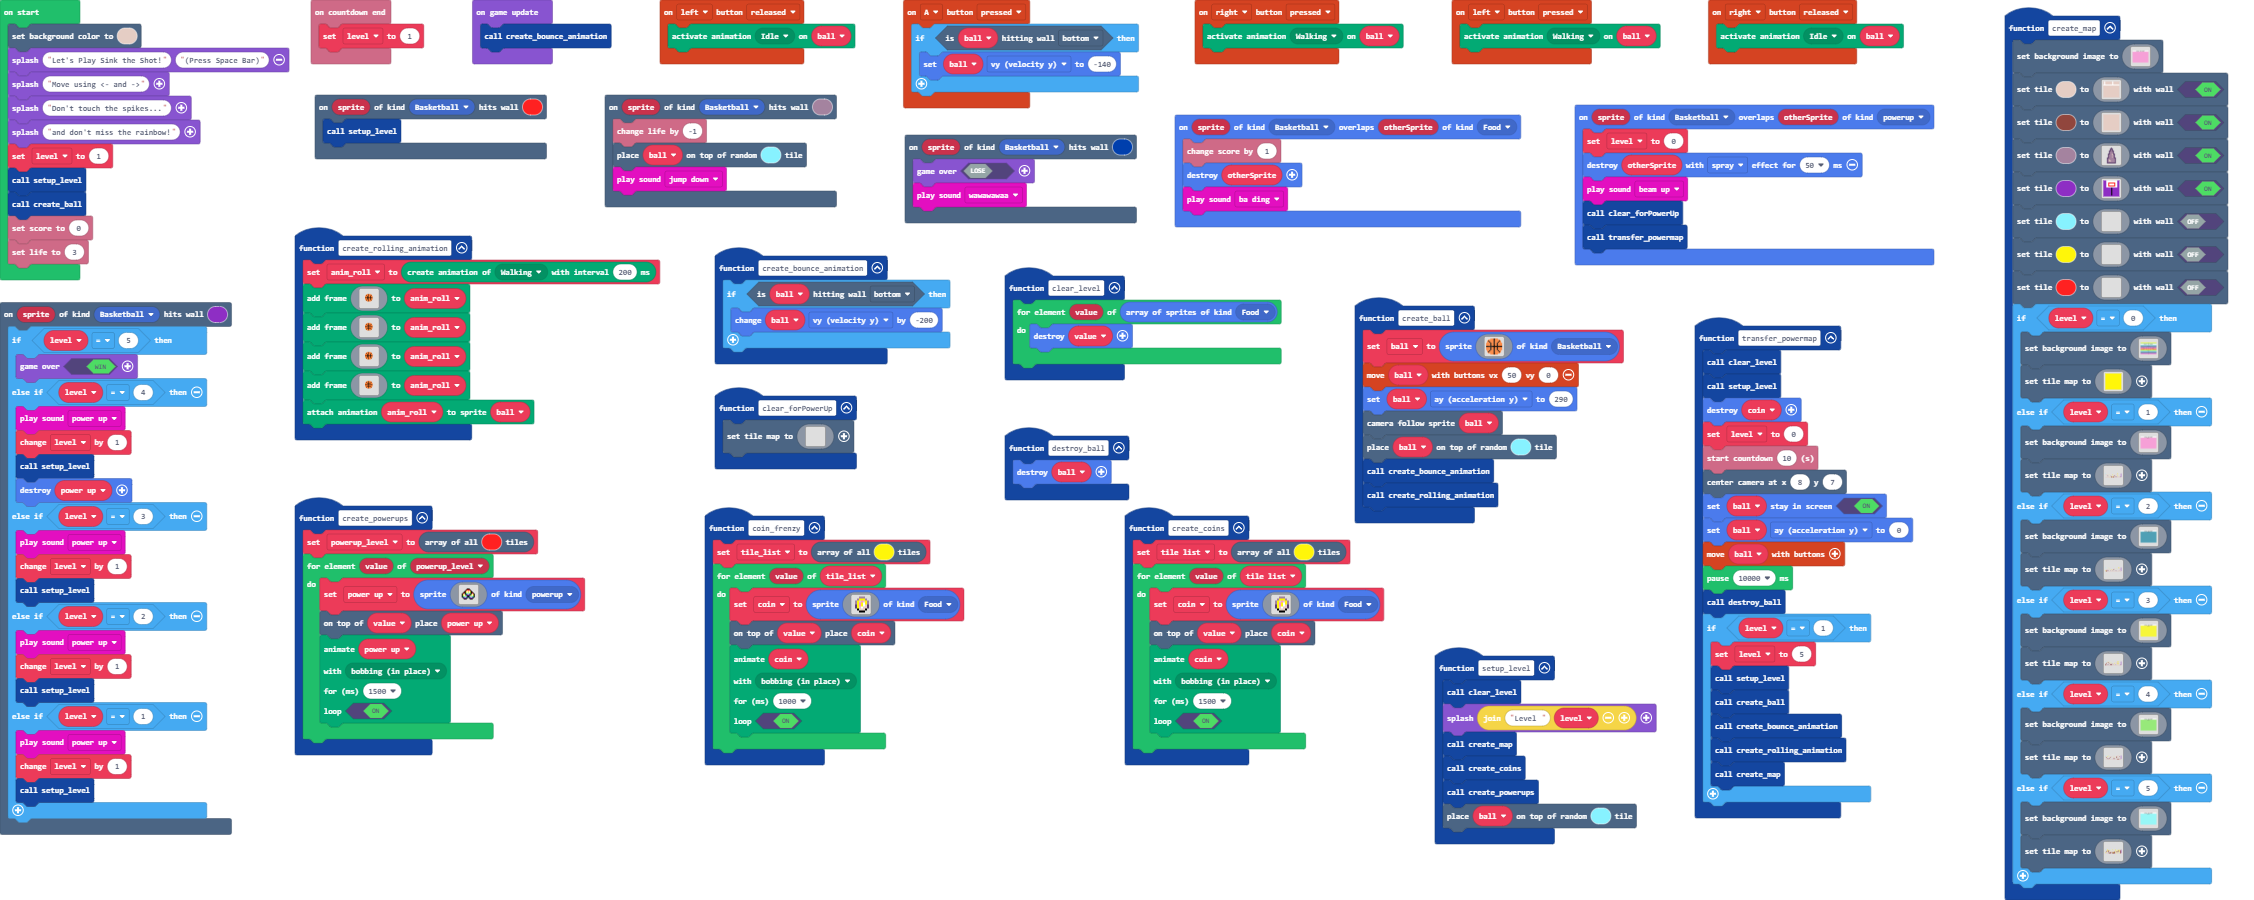 on start
set background color to
splash "Let's Play Sink the Shot!" "(Press Space Bar)"
splash "Move using <- and ->"
splash "Don't touch the spikes..."
splash "and don't miss the rainbow!"
set level to 1
call setup_level
call create_ball
set score to 0
set life to 3
on countdown end
set level to 1
on game update
call create_bounce_animation
on left button released
activate animation Idle on ball
on A button pressed
if is ball hitting wall bottom then
set ball vy (velocity y) to -140
on right button pressed
activate animation Walking on ball
on left button pressed
activate animation Walking on ball
on right button released
activate animation Idle on ball
on sprite of kind Basketball hits wall
call setup_level
on sprite of kind Basketball hits wall
change life by -1
place ball on top of random tile
play sound jump down
on sprite of kind Basketball hits wall
game over LOSE
play sound wawawawaa
on sprite of kind Basketball overlaps otherSprite of kind Food
change score by 1
destroy otherSprite
play sound ba ding
on sprite of kind Basketball overlaps otherSprite of kind powerup
set level to 0
destroy otherSprite with spray effect for 50 ms
play sound beam up
call clear_forPowerUp
call transfer_powermap
on sprite of kind Basketball hits wall
if level = 5 then
game over WIN
else if level = 4 then
play sound power up
change level by 1
call setup_level
destroy power up
else if level = 3 then
play sound power up
change level by 1
call setup_level
else if level = 2 then
play sound power up
change level by 1
call setup_level
else if level = 1 then
play sound power up
change level by 1
call setup_level
function create_rolling_animation
set anim_roll to create animation of Walking with interval 200 ms
add frame to anim_roll
add frame to anim_roll
add frame to anim_roll
add frame to anim_roll
attach animation anim_roll to sprite ball
function create_bounce_animation
if is ball hitting wall bottom then
change ball vy (velocity y) by -200
function clear_forPowerUp
set tile map to
function clear_level
for element value of array of sprites of kind Food
do destroy value
function destroy_ball
destroy ball
function create_ball
set ball to sprite of kind Basketball
move ball with buttons vx 50 vy 0
set ball ay (acceleration y) to 290
camera follow sprite ball
place ball on top of random tile
call create_bounce_animation
call create_rolling_animation
function create_powerups
set powerup_level to array of all tiles
for element value of powerup_level
do
set power up to sprite of kind powerup
on top of value place power up
animate power up
with bobbing (in place)
for (ms) 1500
loop ON
function coin_frenzy
set tile_list to array of all tiles
for element value of tile_list
do
set coin to sprite of kind Food
on top of value place coin
animate coin
with bobbing (in place)
for (ms) 1000
loop ON
function create_coins
set tile list to array of all tiles
for element value of tile list
do
set coin to sprite of kind Food
on top of value place coin
animate coin
with bobbing (in place)
for (ms) 1500
loop ON
function setup_level
call clear_level
splash join "Level " level
call create_map
call create_coins
call create_powerups
place ball on top of random tile
function transfer_powermap
call clear_level
call setup_level
destroy coin
set level to 0
start countdown 10 (s)
center camera at x 8 y 7
set ball stay in screen ON
set ball ay (acceleration y) to 0
move ball with buttons
pause 10000 ms
call destroy_ball
if level = 1 then
set level to 5
call setup_level
call create_ball
call create_bounce_animation
call create_rolling_animation
call create_map
function create_map
set background image to
set tile to with wall ON
set tile to with wall ON
set tile to with wall ON
set tile to with wall ON
set tile to with wall OFF
set tile to with wall OFF
set tile to with wall OFF
if level = 0 then
set background image to
set tile map to
else if level = 1 then
set background image to
set tile map to
else if level = 2 then
set background image to
set tile map to
else if level = 3 then
set background image to
set tile map to
else if level = 4 then
set background image to
set tile map to
else if level = 5 then
set background image to
set tile map to